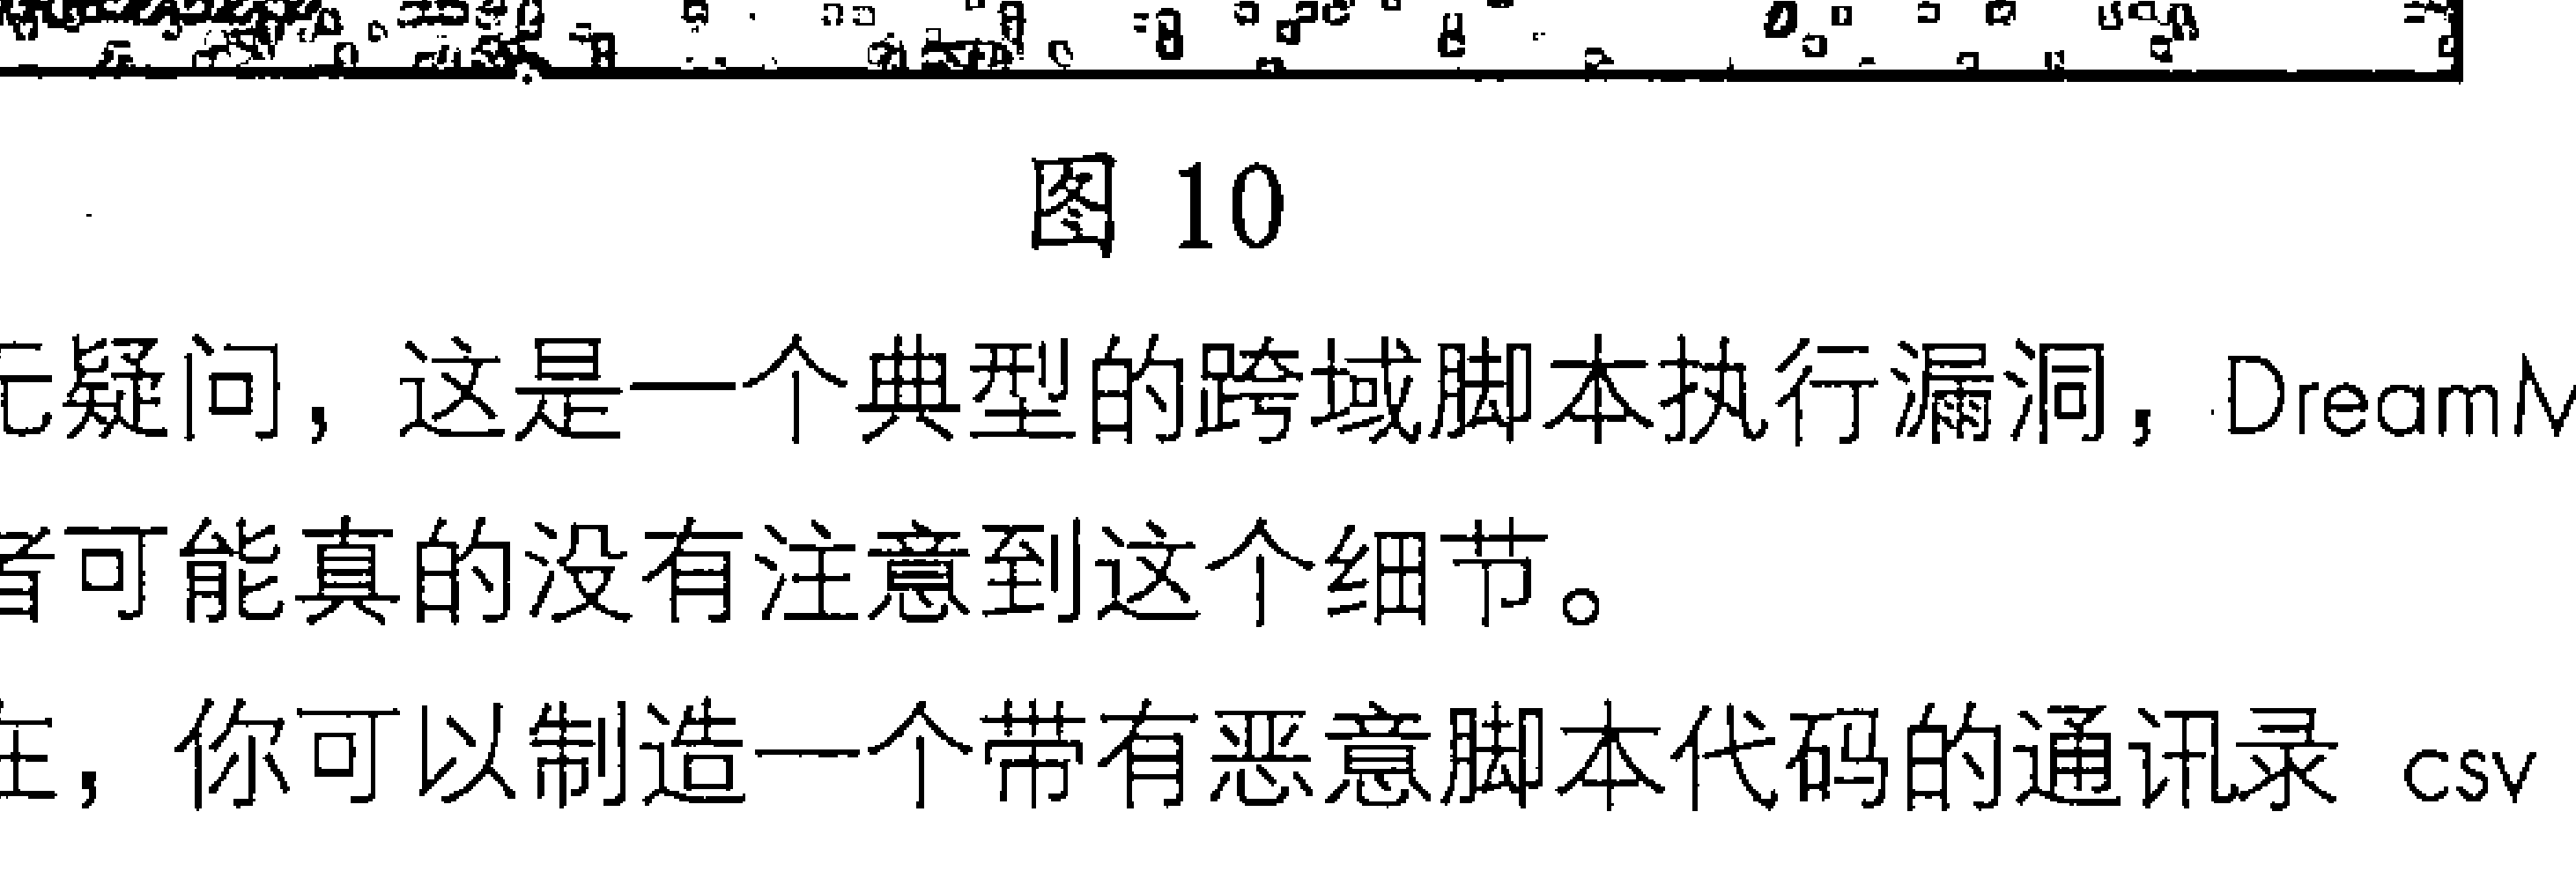 图 10
无疑问，这是一个典型的跨域脚本执行漏洞，DreamM
者可能真的没有注意到这个细节。
在，你可以制造一个带有恶意脚本代码的通讯录 csv